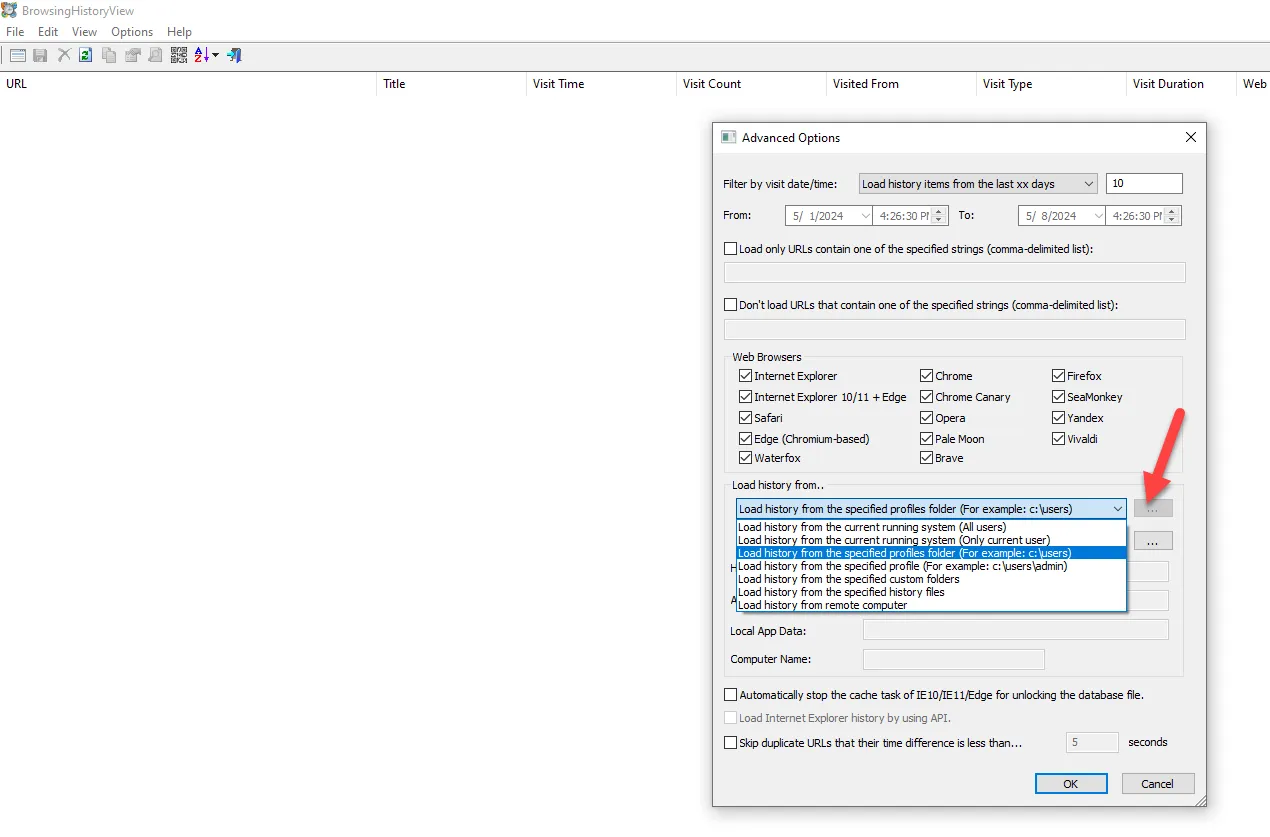 BrowsingHistoryView
File Edit View Options Help
URL Title Visit Time Visit Count Visited From Visit Type Visit Duration Web
Advanced Options
Filter by visit date/time: Load history items from the last xx days 10
From: 5/ 1/2024 4:26:30 PM To: 5/ 8/2024 4:26:30 PM
Load only URLs contain one of the specified strings (comma-delimited list):
Don't load URLs that contain one of the specified strings (comma-delimited list):
Web Browsers
Internet Explorer Chrome Firefox
Internet Explorer 10/11 + Edge Chrome Canary SeaMonkey
Safari Opera Yandex
Edge (Chromium-based) Pale Moon Vivaldi
Waterfox Brave
Load history from..
Load history from the specified profiles folder (For example: c:\users) ...
Load history from the current running system (All users)
Load history from the current running system (Only current user) ...
Load history from the specified profiles folder (For example: c:\users)
Load history from the specified profile (For example: c:\users\admin)
Load history from the specified custom folders
Load history from the specified history files
Load history from remote computer
Local App Data:
Computer Name:
Automatically stop the cache task of IE10/IE11/Edge for unlocking the database file.
Load Internet Explorer history by using API.
Skip duplicate URLs that their time difference is less than... 5 seconds
OK Cancel